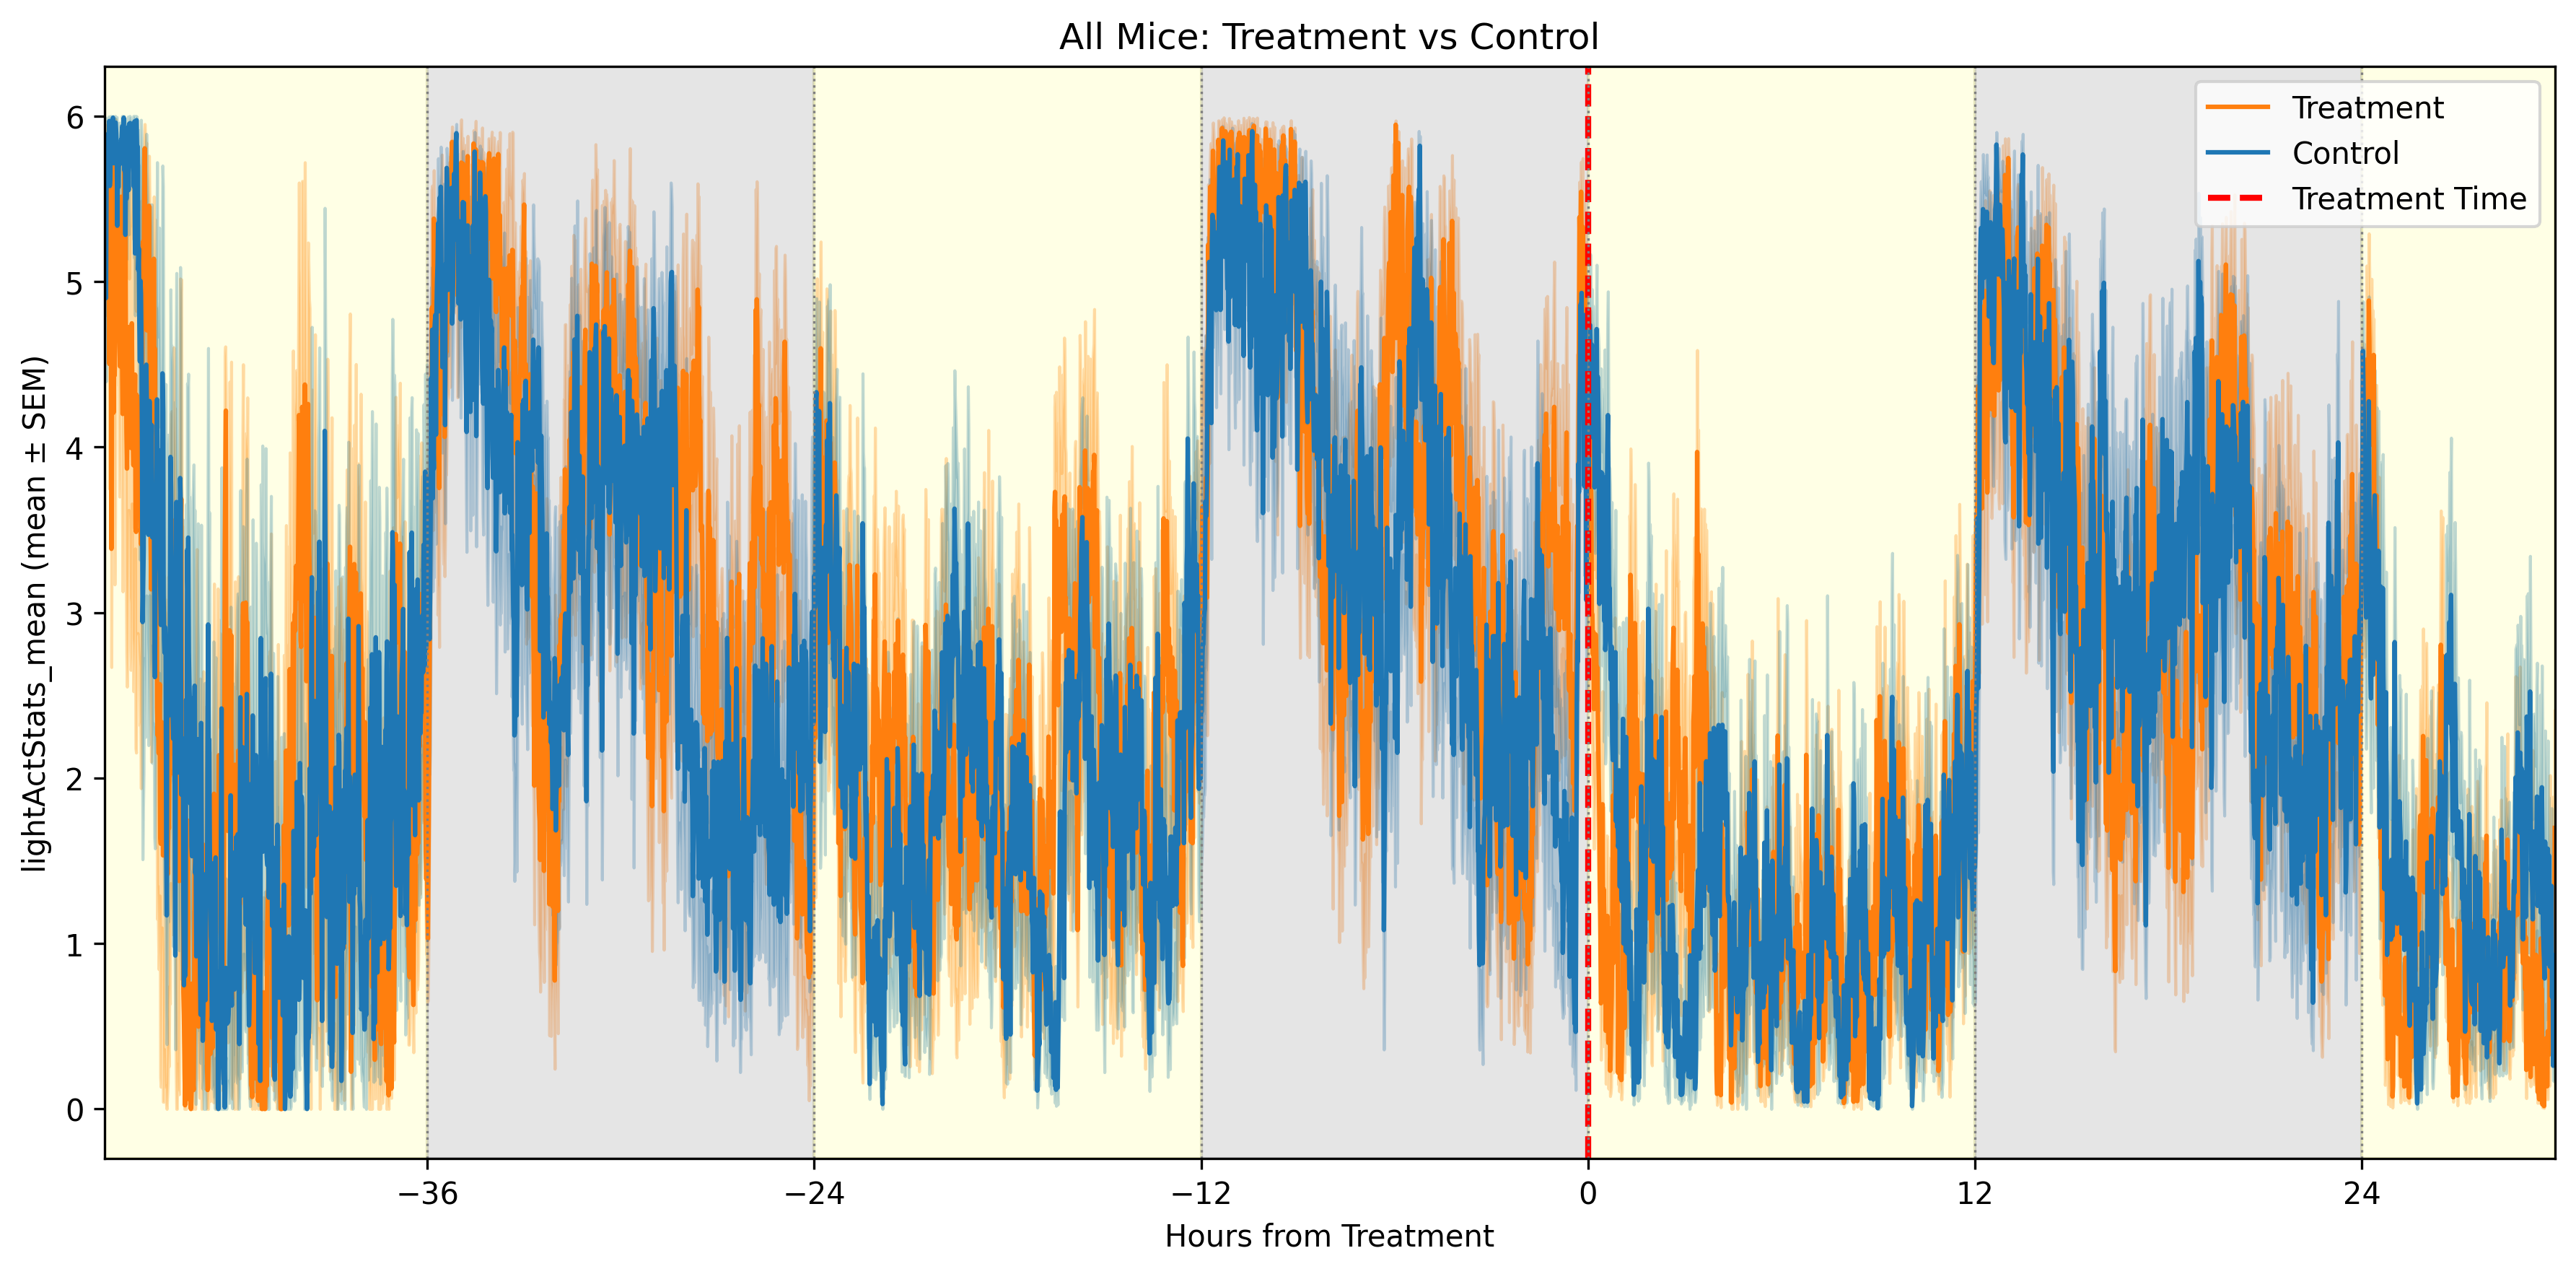 All Mice: Treatment vs Control
lightActStats_mean (mean ± SEM)
6
5
4
3
2
1
0
Treatment
Control
Treatment Time
−36
−24
−12
0
12
24
Hours from Treatment